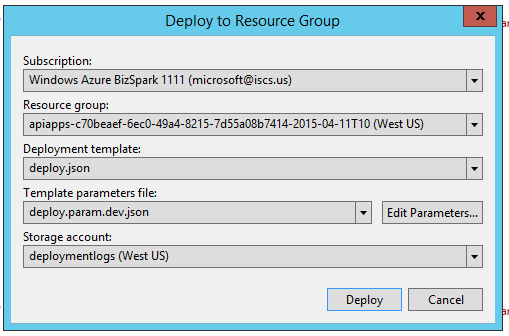 Deploy to Resource Group
x
Subscription:
Windows Azure BizSpark 1111 (microsoft@iscs.us)
Resource group:
apiapps-c70beaef-6ec0-49a4-8215-7d55a08b7414-2015-04-11T10 (West US)
Deployment template:
deploy.json
Template parameters file:
deploy.param.dev.json
Edit Parameters...
Storage account:
deploymentlogs (West US)
Deploy
Cancel